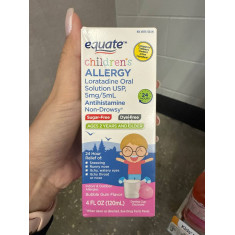 equate™
children's
ALLERGY
Loratadine Oral
Solution USP,
5mg/5mL
Antihistamine
Non-Drowsy*
24
Sugar-Free
Dye-Free
AGES 2 YEARS AND OLDER
24 Hour
Relief of:
Sneezing
Runny nose
Itchy, watery eyes
Itchy throat
or nose
Bubble Gum Flavor
4 FL OZ (120mL)